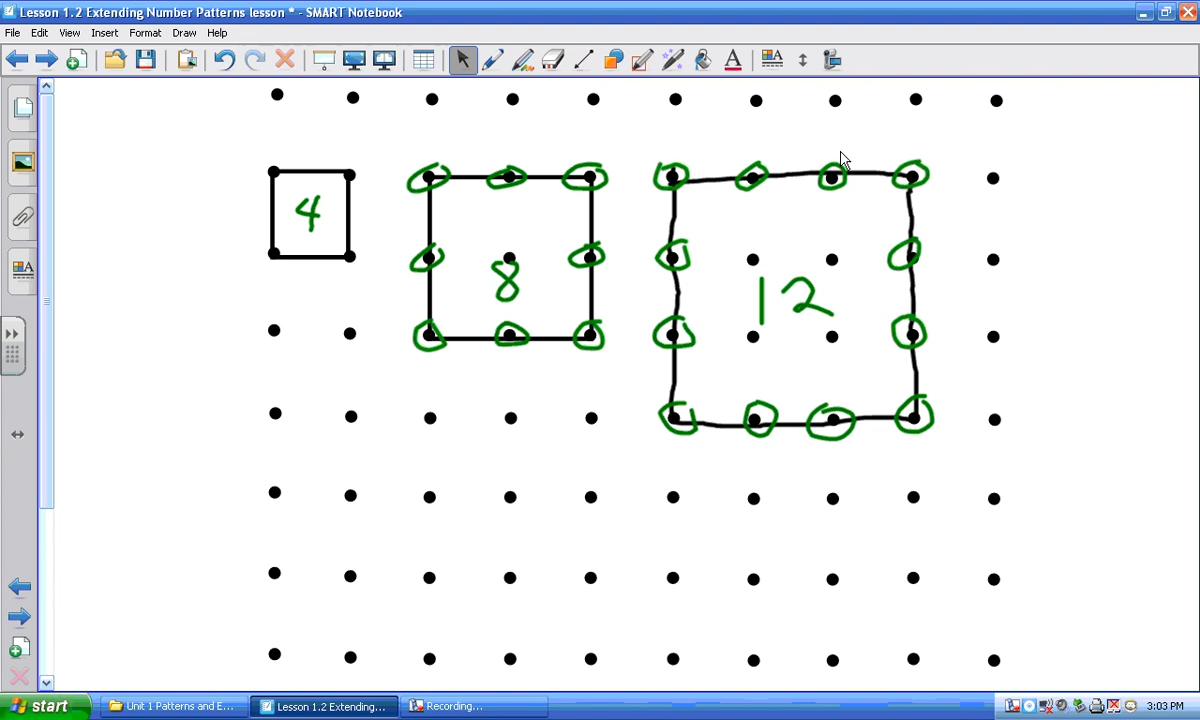 Lesson 1.2 Extending Number Patterns lesson * - SMART Notebook
File Edit View Insert Format Draw Help
4
8
12
start Unit 1 Patterns and E... Lesson 1.2 Extending... Recording... 3:03 PM